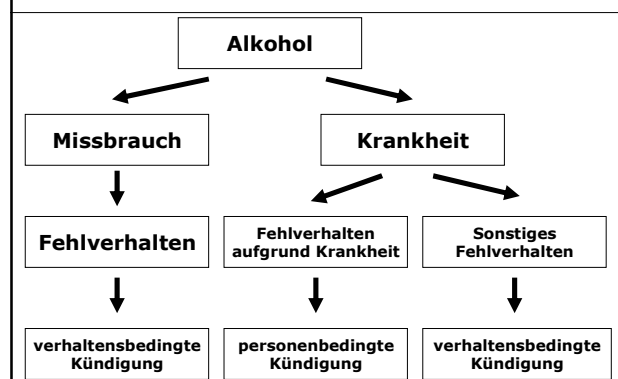 Alkohol
Missbrauch
Krankheit
Fehlverhalten
Fehlverhalten
aufgrund Krankheit
Sonstiges
Fehlverhalten
verhaltensbedingte
Kündigung
personenbedingte
Kündigung
verhaltensbedingte
Kündigung